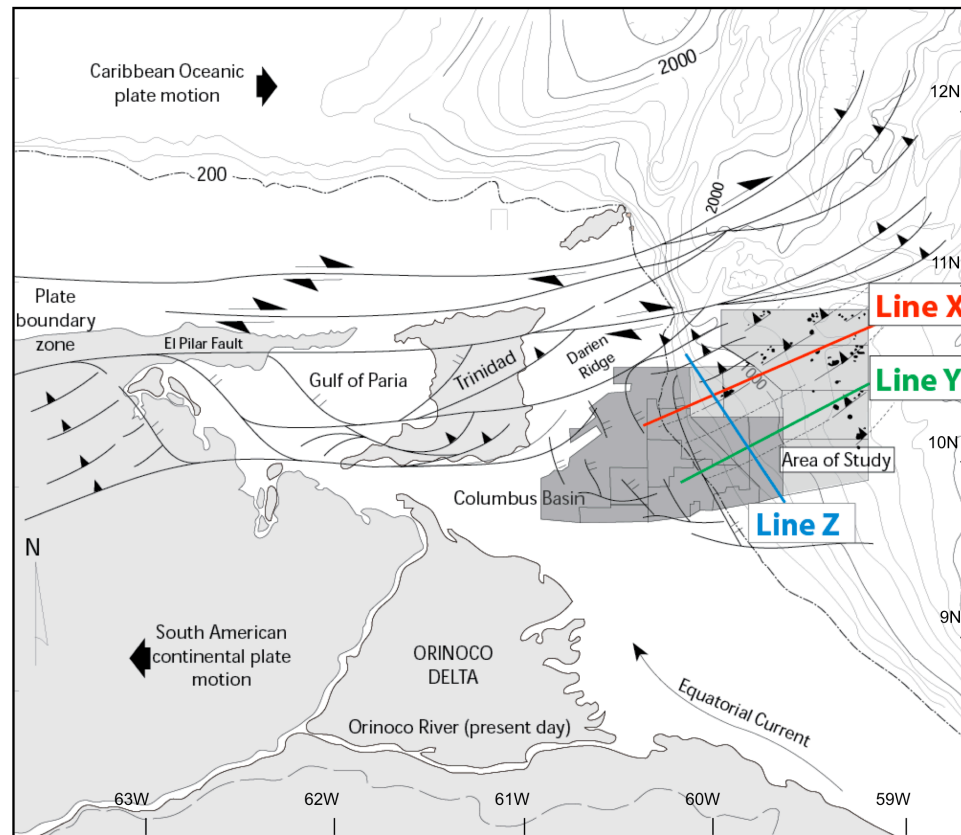 Caribbean Oceanic
plate motion
2000
12N
200
2000
11N
Plate
boundary
zone
El Pilar Fault
Gulf of Paria
Trinidad
Darien
Ridge
Line X
1000
Line Y
10N
Area of Study
Columbus Basin
Line Z
N
9N
South American
continental plate
motion
ORINOCO
DELTA
Equatorial Current
Orinoco River (present day)
63W
62W
61W
60W
59W